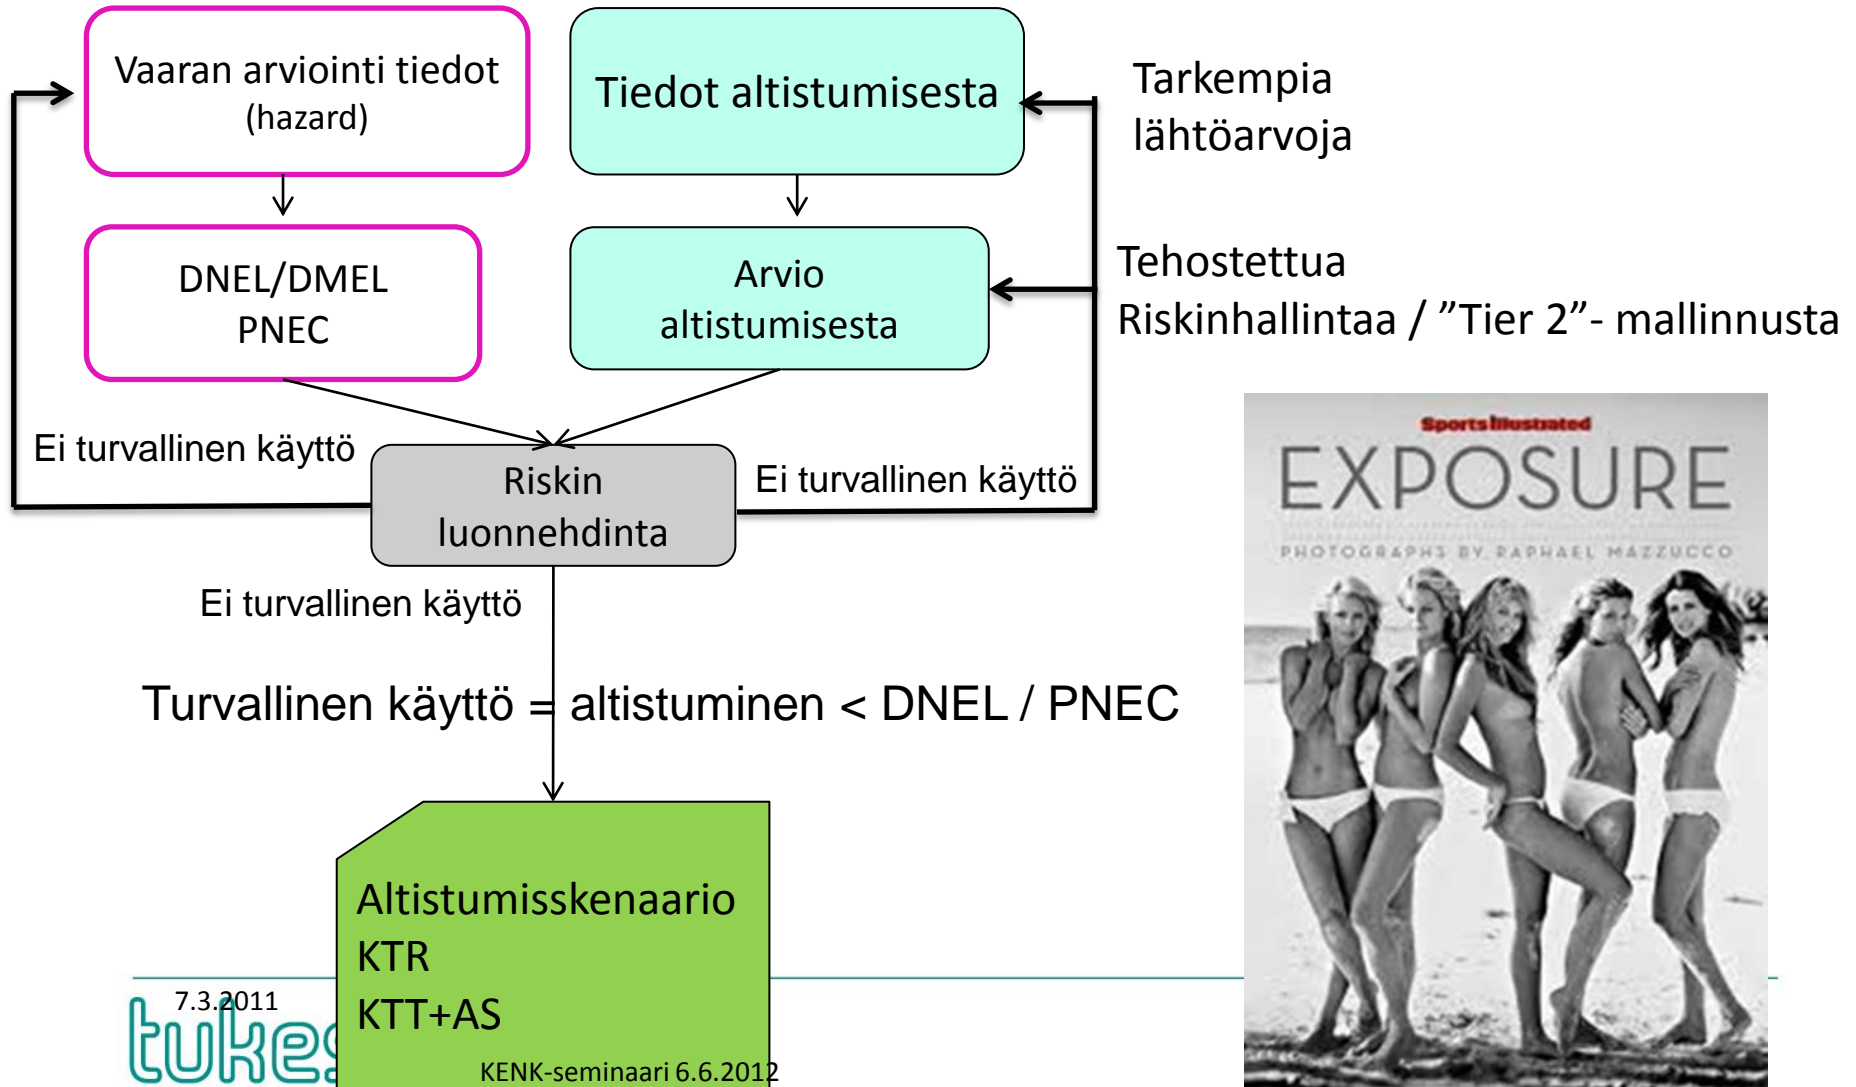 Vaaran arviointi tiedot
(hazard)
Tiedot altistumisesta
Tarkempia
lähtöarvoja
DNEL/DMEL
PNEC
Arvio
altistumisesta
Tehostettua
Riskinhallintaa / ”Tier 2”- mallinnusta
Ei turvallinen käyttö
Riskin
luonnehdinta
Ei turvallinen käyttö
Ei turvallinen käyttö
Turvallinen käyttö = altistuminen < DNEL / PNEC
Altistumisskenaario
KTR
KTT+AS
Sports Illustrated
EXPOSURE
PHOTOGRAPHS BY RAPHAEL MAZZUCCO
7.3.2011
tukes
KENK-seminaari 6.6.2012